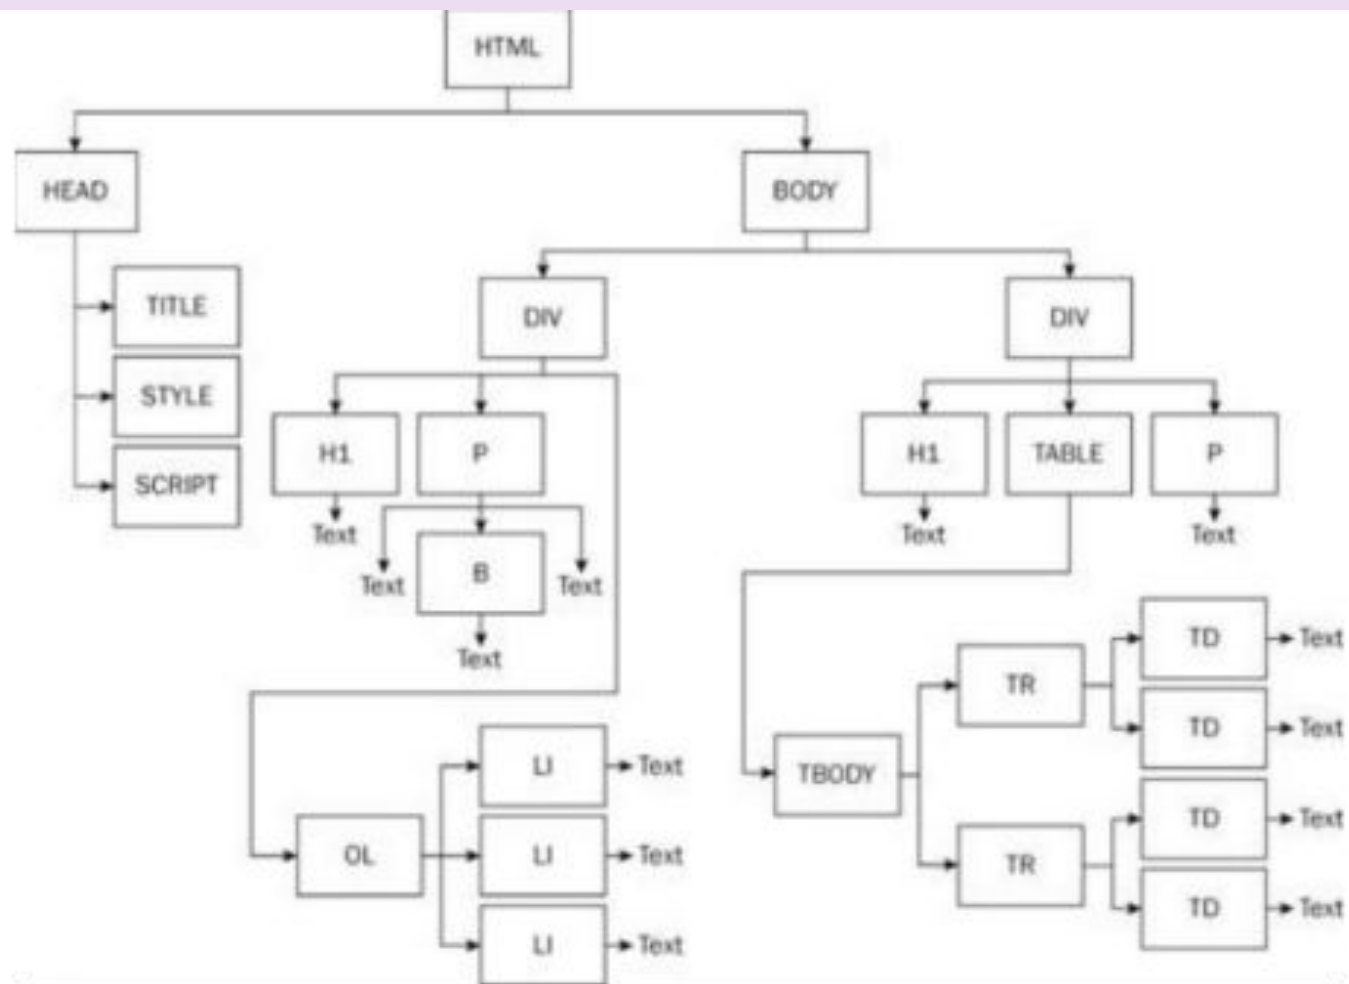 HTML
HEAD
BODY
TITLE
STYLE
SCRIPT
DIV
DIV
H1
P
H1
TABLE
P
Text
Text
B
Text
Text
Text
Text
OL
LI
Text
LI
Text
LI
Text
TBODY
TR
TD
Text
TD
Text
TR
TD
Text
TD
Text